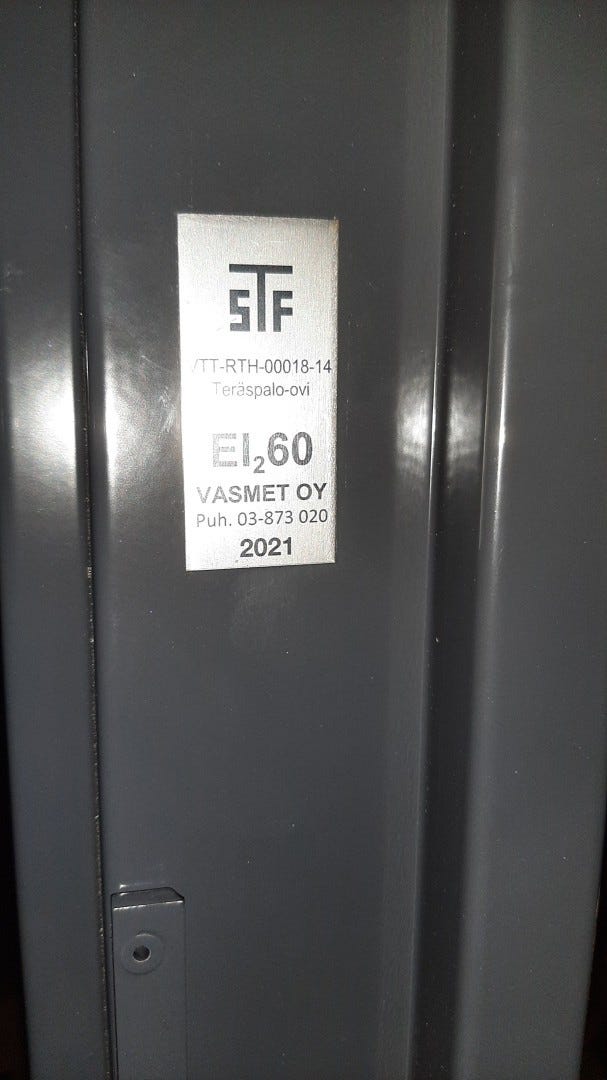 STF
VTT-RTH-00018-14
Teräspalo-ovi
EI₂60
VASMET OY
Puh. 03-873 020
2021